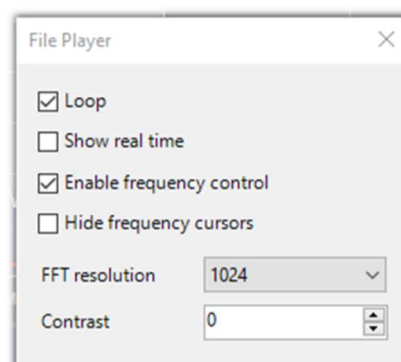 File Player
Loop
Show real time
Enable frequency control
Hide frequency cursors
FFT resolution 1024
Contrast 0